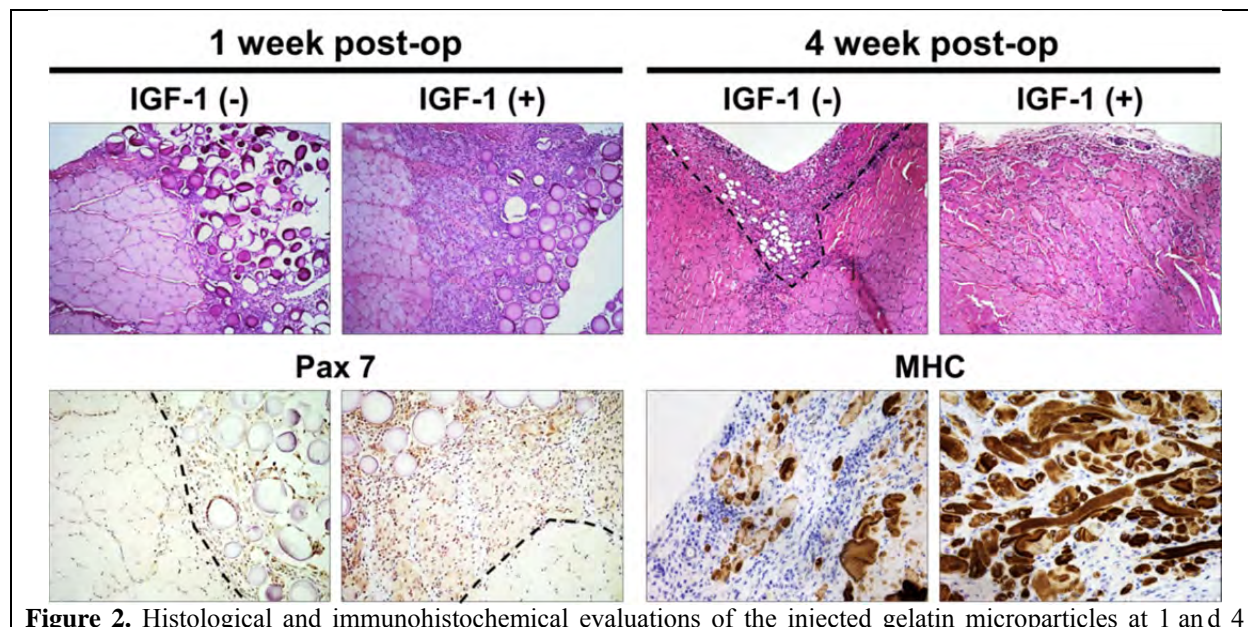 1 week post-op 4 week post-op
IGF-1 (-) IGF-1 (+) IGF-1 (-) IGF-1 (+)
Pax 7 MHC
Figure 2. Histological and immunohistochemical evaluations of the injected gelatin microparticles at 1 and 4